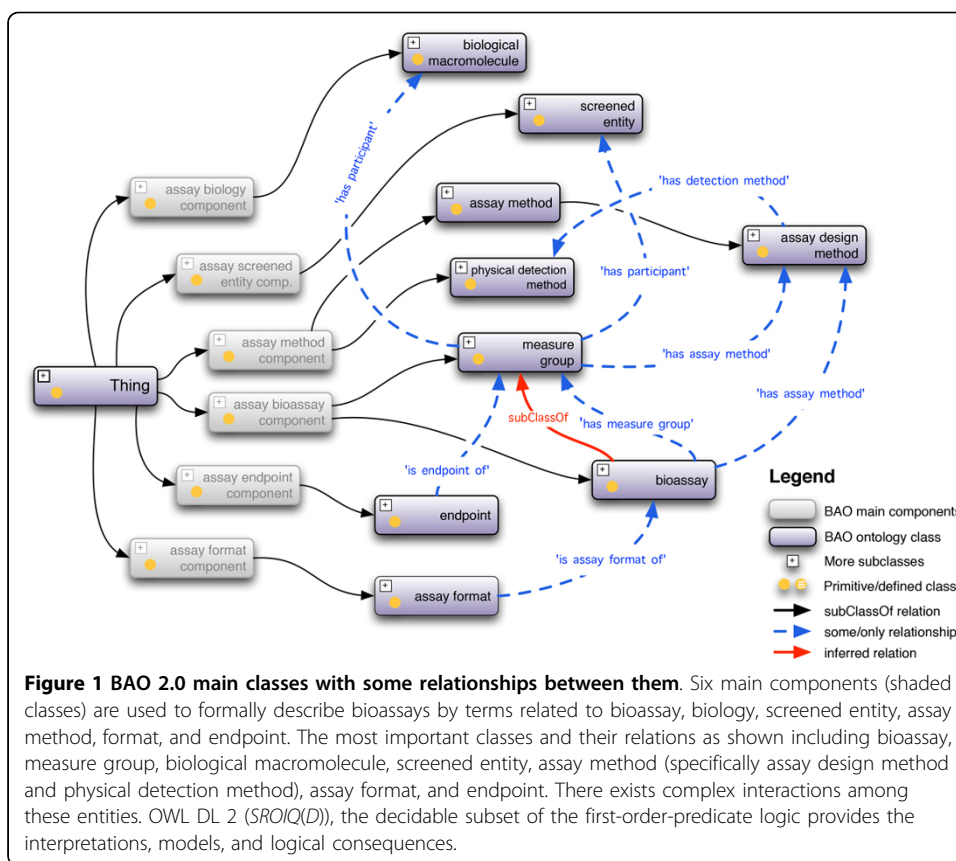 biological
macromolecule
screened
entity
'has participant'
assay biology
component
assay method
'has detection method'
assay design
method
assay screened
entity comp.
physical detection
method
'has participant'
assay method
component
measure
group
'has assay method'
Thing
assay bioassay
component
'has assay method'
subClassOf
'has measure group'
'is endpoint of'
assay endpoint
component
bioassay
endpoint
'is assay format of'
assay format
component
assay format
Legend
BAO main components
BAO ontology class
More subclasses
Primitive/defined class
subClassOf relation
some/only relationship
inferred relation
Figure 1 BAO 2.0 main classes with some relationships between them. Six main components (shaded
classes) are used to formally describe bioassays by terms related to bioassay, biology, screened entity, assay
method, format, and endpoint. The most important classes and their relations as shown including bioassay,
measure group, biological macromolecule, screened entity, assay method (specifically assay design method
and physical detection method), assay format, and endpoint. There exists complex interactions among
these entities. OWL DL 2 (SROIQ(D)), the decidable subset of the first-order-predicate logic provides the
interpretations, models, and logical consequences.